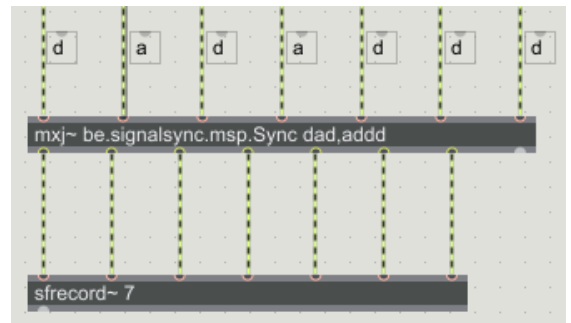 d a d a d d d
mxj~ be.signalsync.msp.Sync dad,addd
sfrecord~ 7